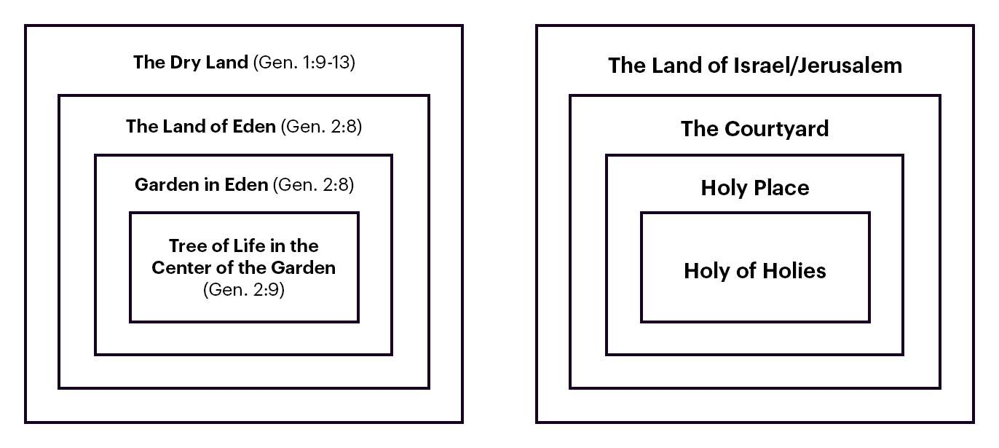 The Dry Land (Gen. 1:9-13)
The Land of Eden (Gen. 2:8)
Garden in Eden (Gen. 2:8)
Tree of Life in the
Center of the Garden
(Gen. 2:9)
The Land of Israel/Jerusalem
The Courtyard
Holy Place
Holy of Holies